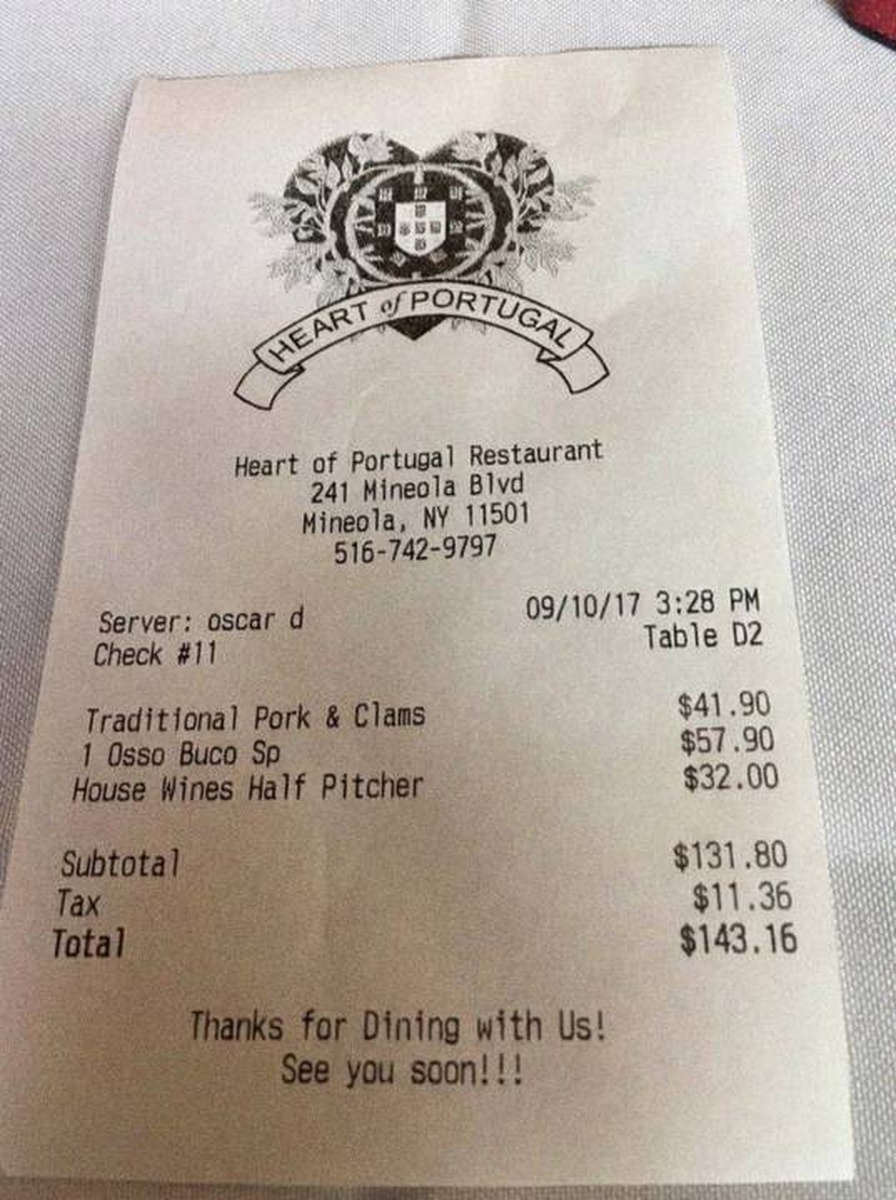 HEART of PORTUGAL
Heart of Portugal Restaurant
241 Mineola Blvd
Mineola, NY 11501
516-742-9797
Server: oscar d 09/10/17 3:28 PM
Check #11 Table D2
Traditional Pork & Clams $41.90
1 Osso Buco Sp $57.90
House Wines Half Pitcher $32.00
Subtotal $131.80
Tax $11.36
Total $143.16
Thanks for Dining with Us!
See you soon!!!